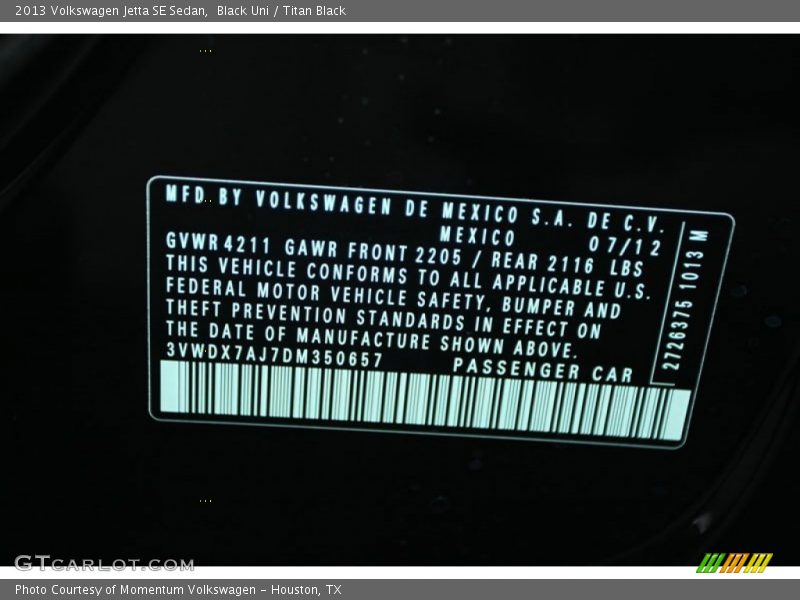 2013 Volkswagen Jetta SE Sedan,  Black Uni / Titan Black
MFD. BY VOLKSWAGEN DE MEXICO S.A. DE C.V.
MEXICO 07/12
GVWR 4211 GAWR FRONT 2205 / REAR 2116 LBS
THIS VEHICLE CONFORMS TO ALL APPLICABLE U.S.
FEDERAL MOTOR VEHICLE SAFETY, BUMPER AND
THEFT PREVENTION STANDARDS IN EFFECT ON
THE DATE OF MANUFACTURE SHOWN ABOVE.
3VWDX7AJ7DM350657 PASSENGER CAR
2726375 1013 M
GTCARLOT.COM
Photo Courtesy of Momentum Volkswagen - Houston, TX